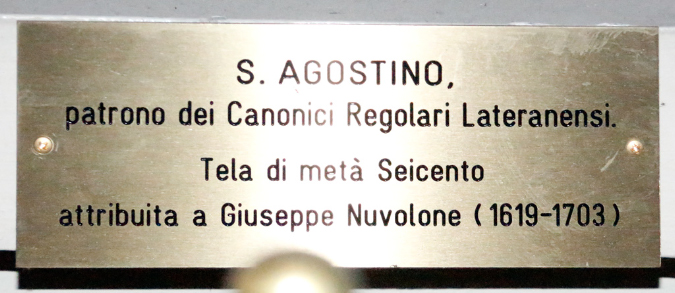 S. AGOSTINO,
patrono dei Canonici Regolari Lateranensi.
Tela di metà Seicento
attribuita a Giuseppe Nuvolone (1619-1703)